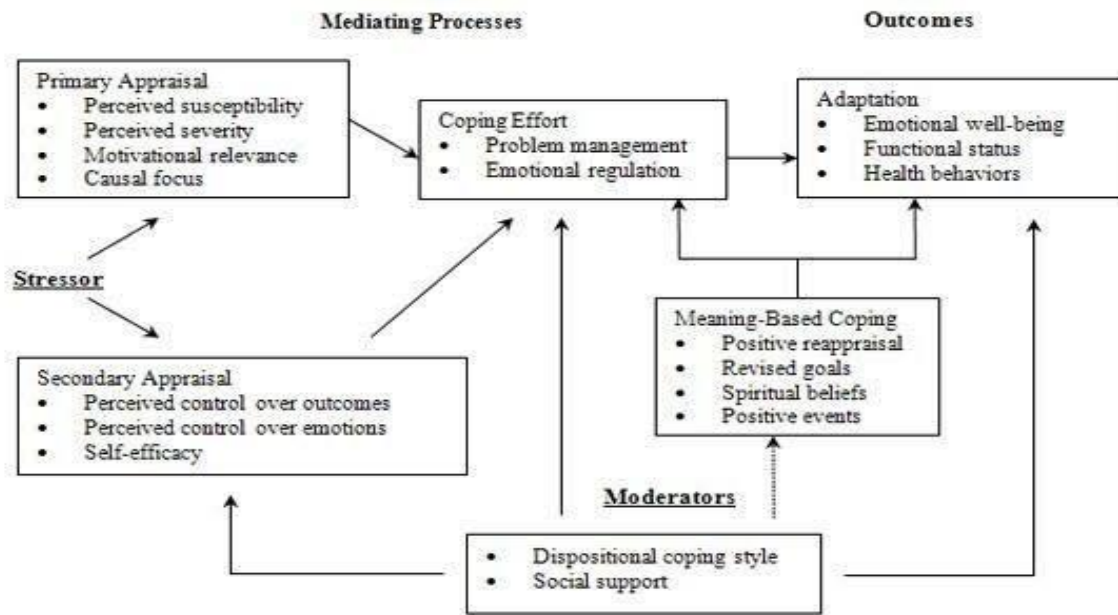 Mediating Processes
Outcomes
Primary Appraisal
• Perceived susceptibility
• Perceived severity
• Motivational relevance
• Causal focus
Coping Effort
• Problem management
• Emotional regulation
Adaptation
• Emotional well-being
• Functional status
• Health behaviors
Stressor
Meaning-Based Coping
• Positive reappraisal
• Revised goals
• Spiritual beliefs
• Positive events
Secondary Appraisal
• Perceived control over outcomes
• Perceived control over emotions
• Self-efficacy
Moderators
• Dispositional coping style
• Social support